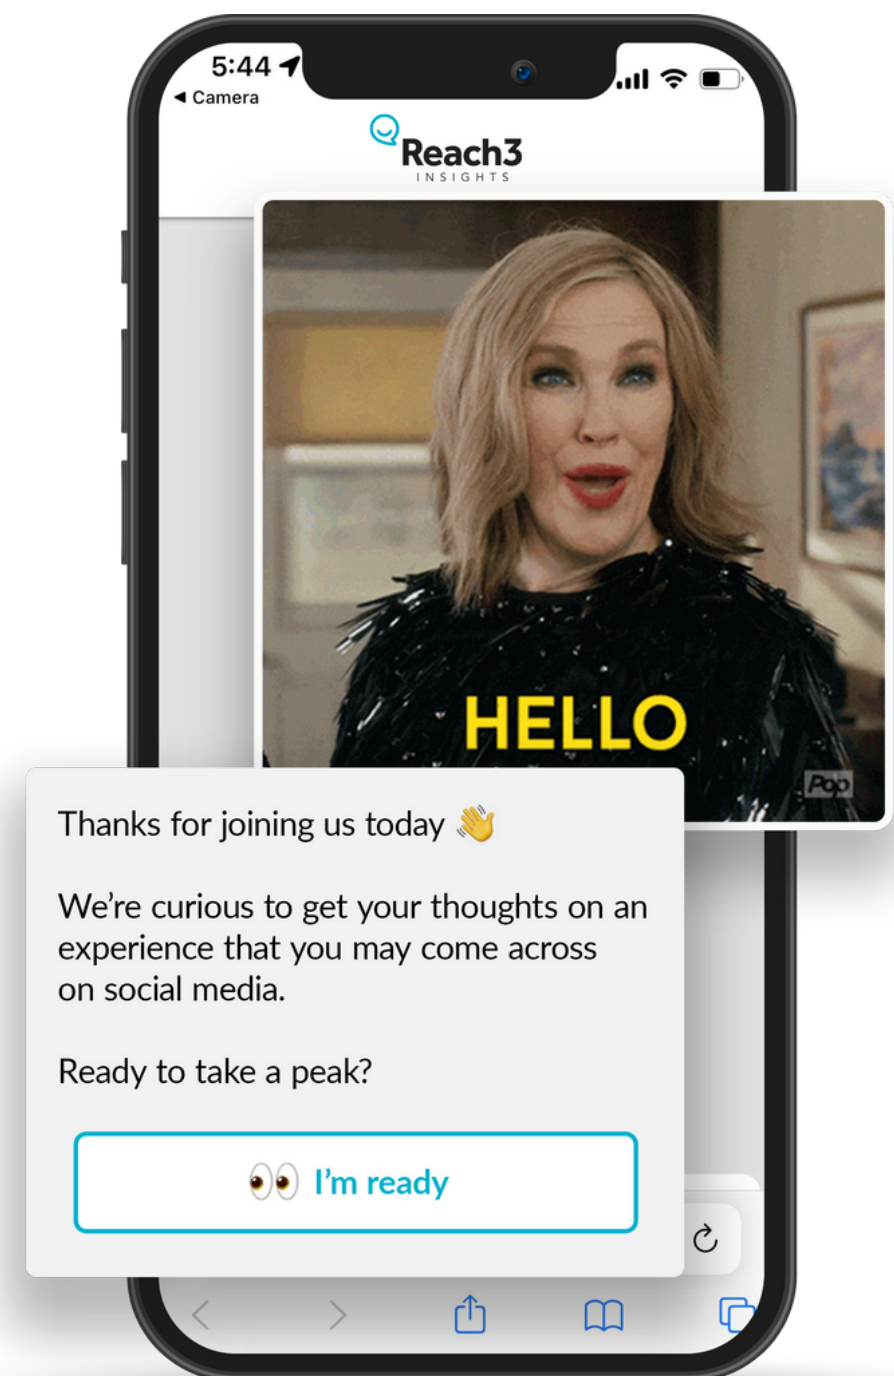 5:44
◀ Camera
Reach3
INSIGHTS
HELLO
Pop
Thanks for joining us today 👋
We’re curious to get your thoughts on an
experience that you may come across
on social media.
Ready to take a peak?
👀 I’m ready